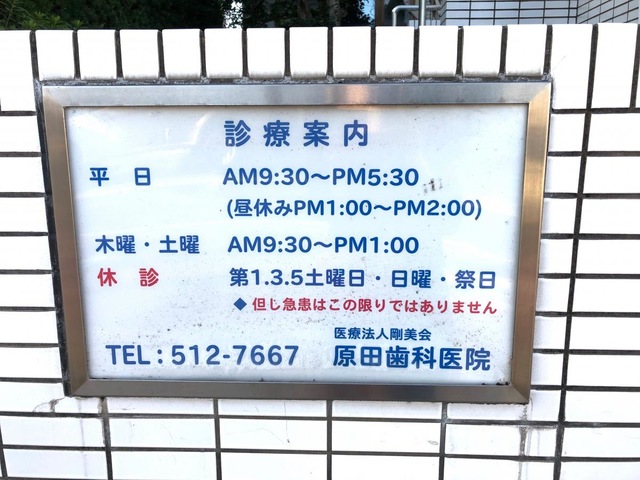 診療案内
平 日 AM9:30～PM5:30
(昼休みPM1:00～PM2:00)
木曜・土曜 AM9:30～PM1:00
休 診 第1.3.5土曜日・日曜・祭日
◆ 但し急患はこの限りではありません
医療法人剛美会
TEL : 512-7667 原田歯科医院